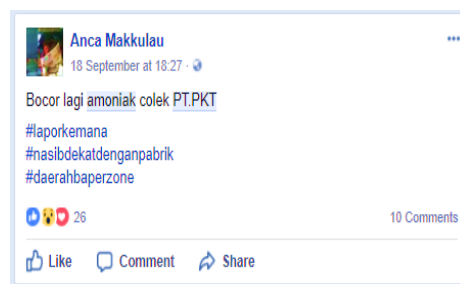 Anca Makkulau
18 September at 18:27 ·
Bocor lagi amoniak colek PT.PKT
#laporkemana
#nasibdekatdenganpabrik
#daerahbaperzone
26
10 Comments
Like Comment Share